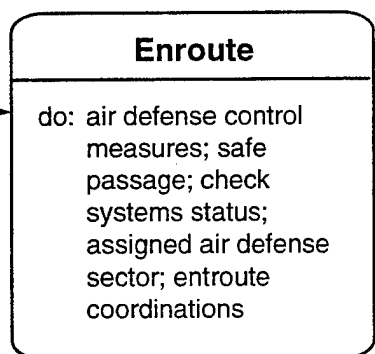 Enroute
do: air defense control
measures; safe
passage; check
systems status;
assigned air defense
sector; entroute
coordinations